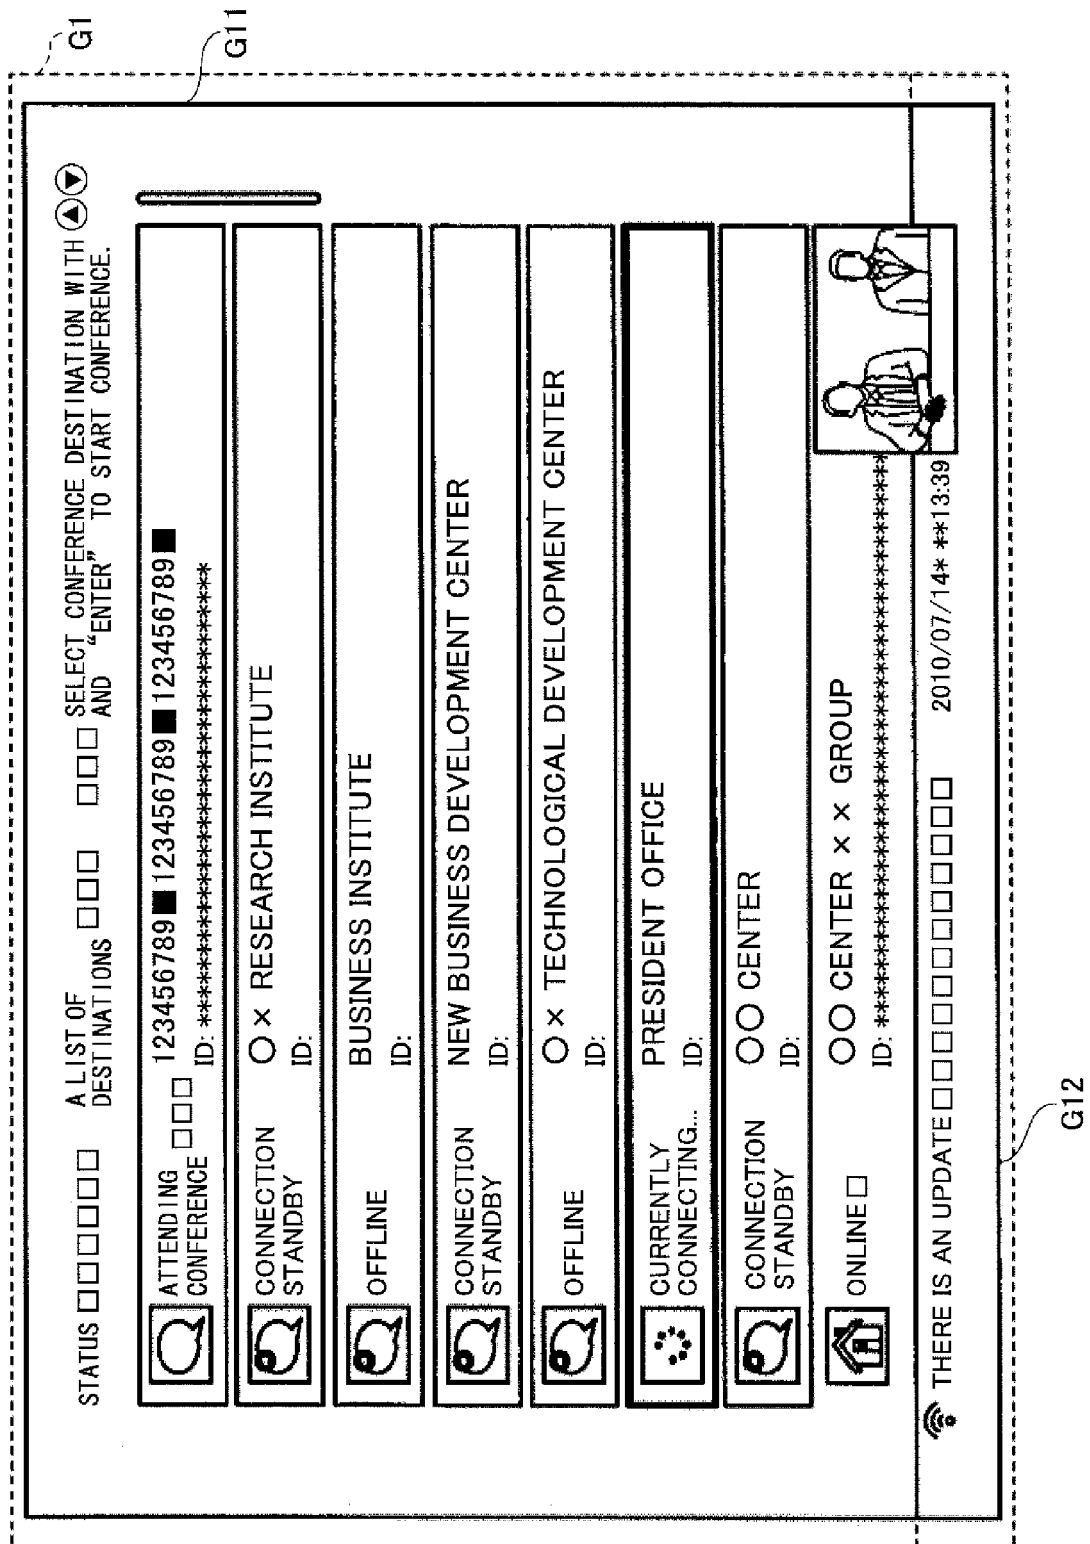 G1
G11
STATUS □□□□□□
A LIST OF
DESTINATIONS □□□ □□□
SELECT CONFERENCE DESTINATION WITH
AND "ENTER" TO START CONFERENCE.
ATTENDING
CONFERENCE □□□
123456789■123456789■123456789■
CONNECTION
STANDBY
○× RESEARCH INSTITUTE
ID:
OFFLINE
BUSINESS INSTITUTE
ID:
CONNECTION
STANDBY
NEW BUSINESS DEVELOPMENT CENTER
ID:
OFFLINE
○× TECHNOLOGICAL DEVELOPMENT CENTER
ID:
CURRENTLY
CONNECTING...
PRESIDENT OFFICE
ID:
CONNECTION
STANDBY
○○ CENTER
ID:
ONLINE □
○○ CENTER ×× GROUP
THERE IS AN UPDATE □□□□□□□□□□□□ 2010/07/14* **13:39
G12